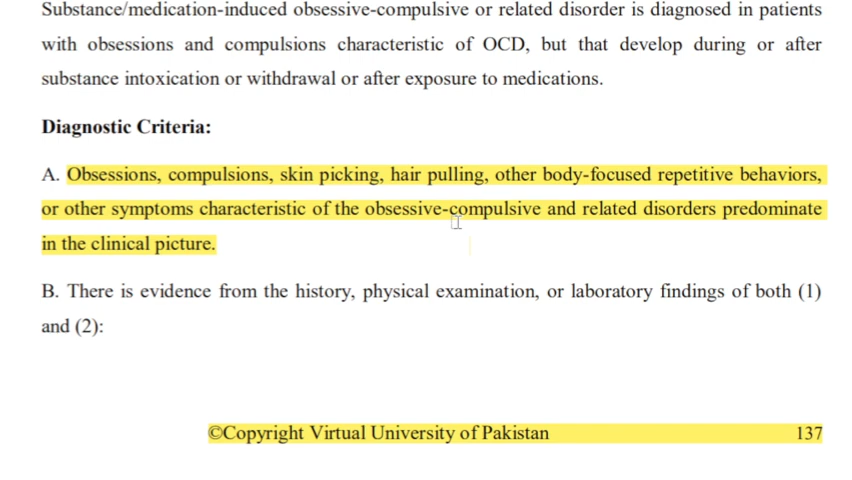 Substance/medication-induced obsessive-compulsive or related disorder is diagnosed in patients
with obsessions and compulsions characteristic of OCD, but that develop during or after
substance intoxication or withdrawal or after exposure to medications.
Diagnostic Criteria:
A. Obsessions, compulsions, skin picking, hair pulling, other body-focused repetitive behaviors,
or other symptoms characteristic of the obsessive-compulsive and related disorders predominate
in the clinical picture.
B. There is evidence from the history, physical examination, or laboratory findings of both (1)
and (2):
©Copyright Virtual University of Pakistan 137